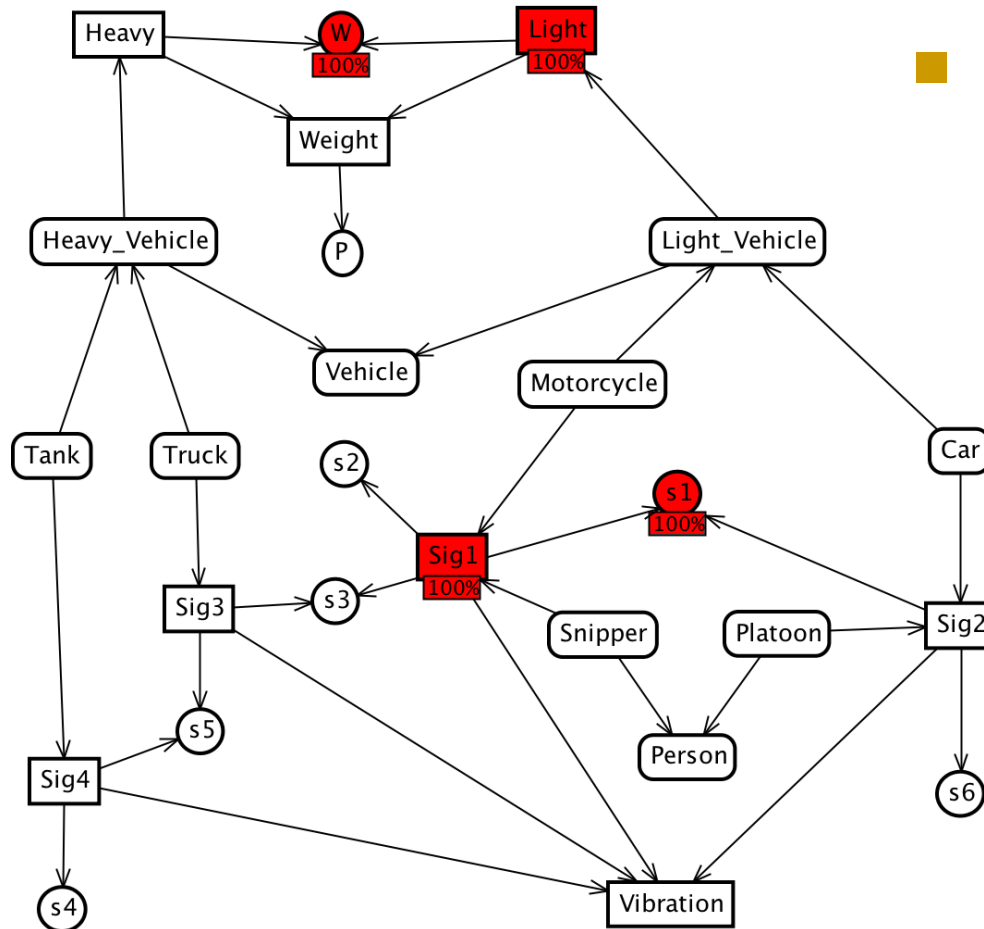 Heavy
W
100%
Light
100%
Weight
Heavy_Vehicle
P
Light_Vehicle
Vehicle
Motorcycle
Tank
Truck
s2
s1
100%
Car
Sig1
100%
Sig3
s3
Snipper
Platoon
Sig2
s5
Person
Sig4
s6
s4
Vibration